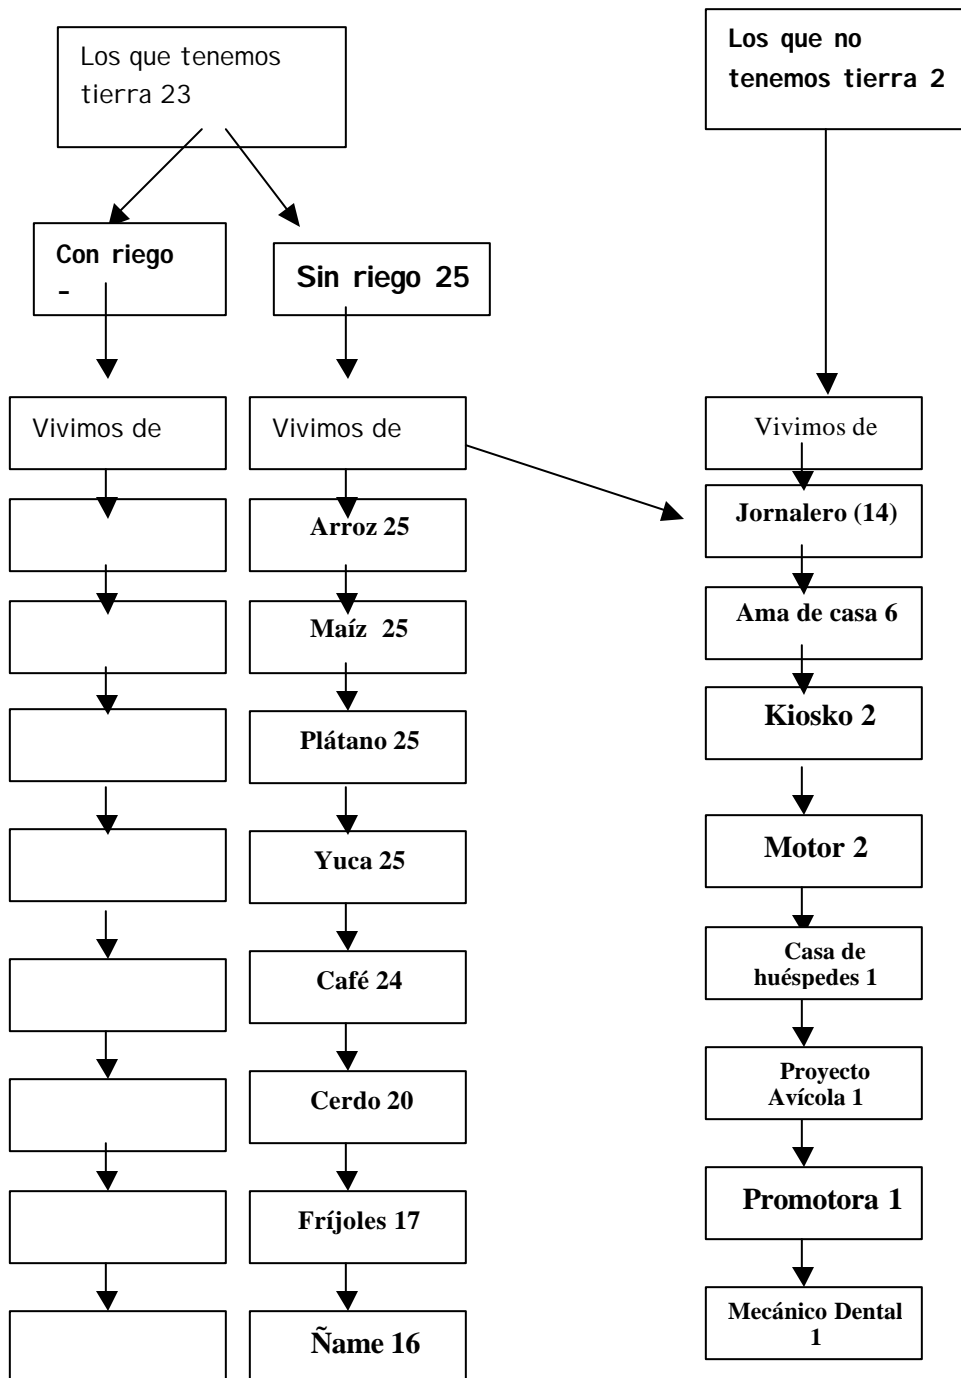 Los que tenemos
tierra 23
Los que no
tenemos tierra 2
Con riego
-
Sin riego 25
Vivimos de
Vivimos de
Vivimos de
Arroz 25
Maíz 25
Plátano 25
Yuca 25
Café 24
Cerdo 20
Fríjoles 17
Ñame 16
Jornalero (14)
Ama de casa 6
Kiosko 2
Motor 2
Casa de
huéspedes 1
Proyecto
Avícola 1
Promotora 1
Mecánico Dental
1